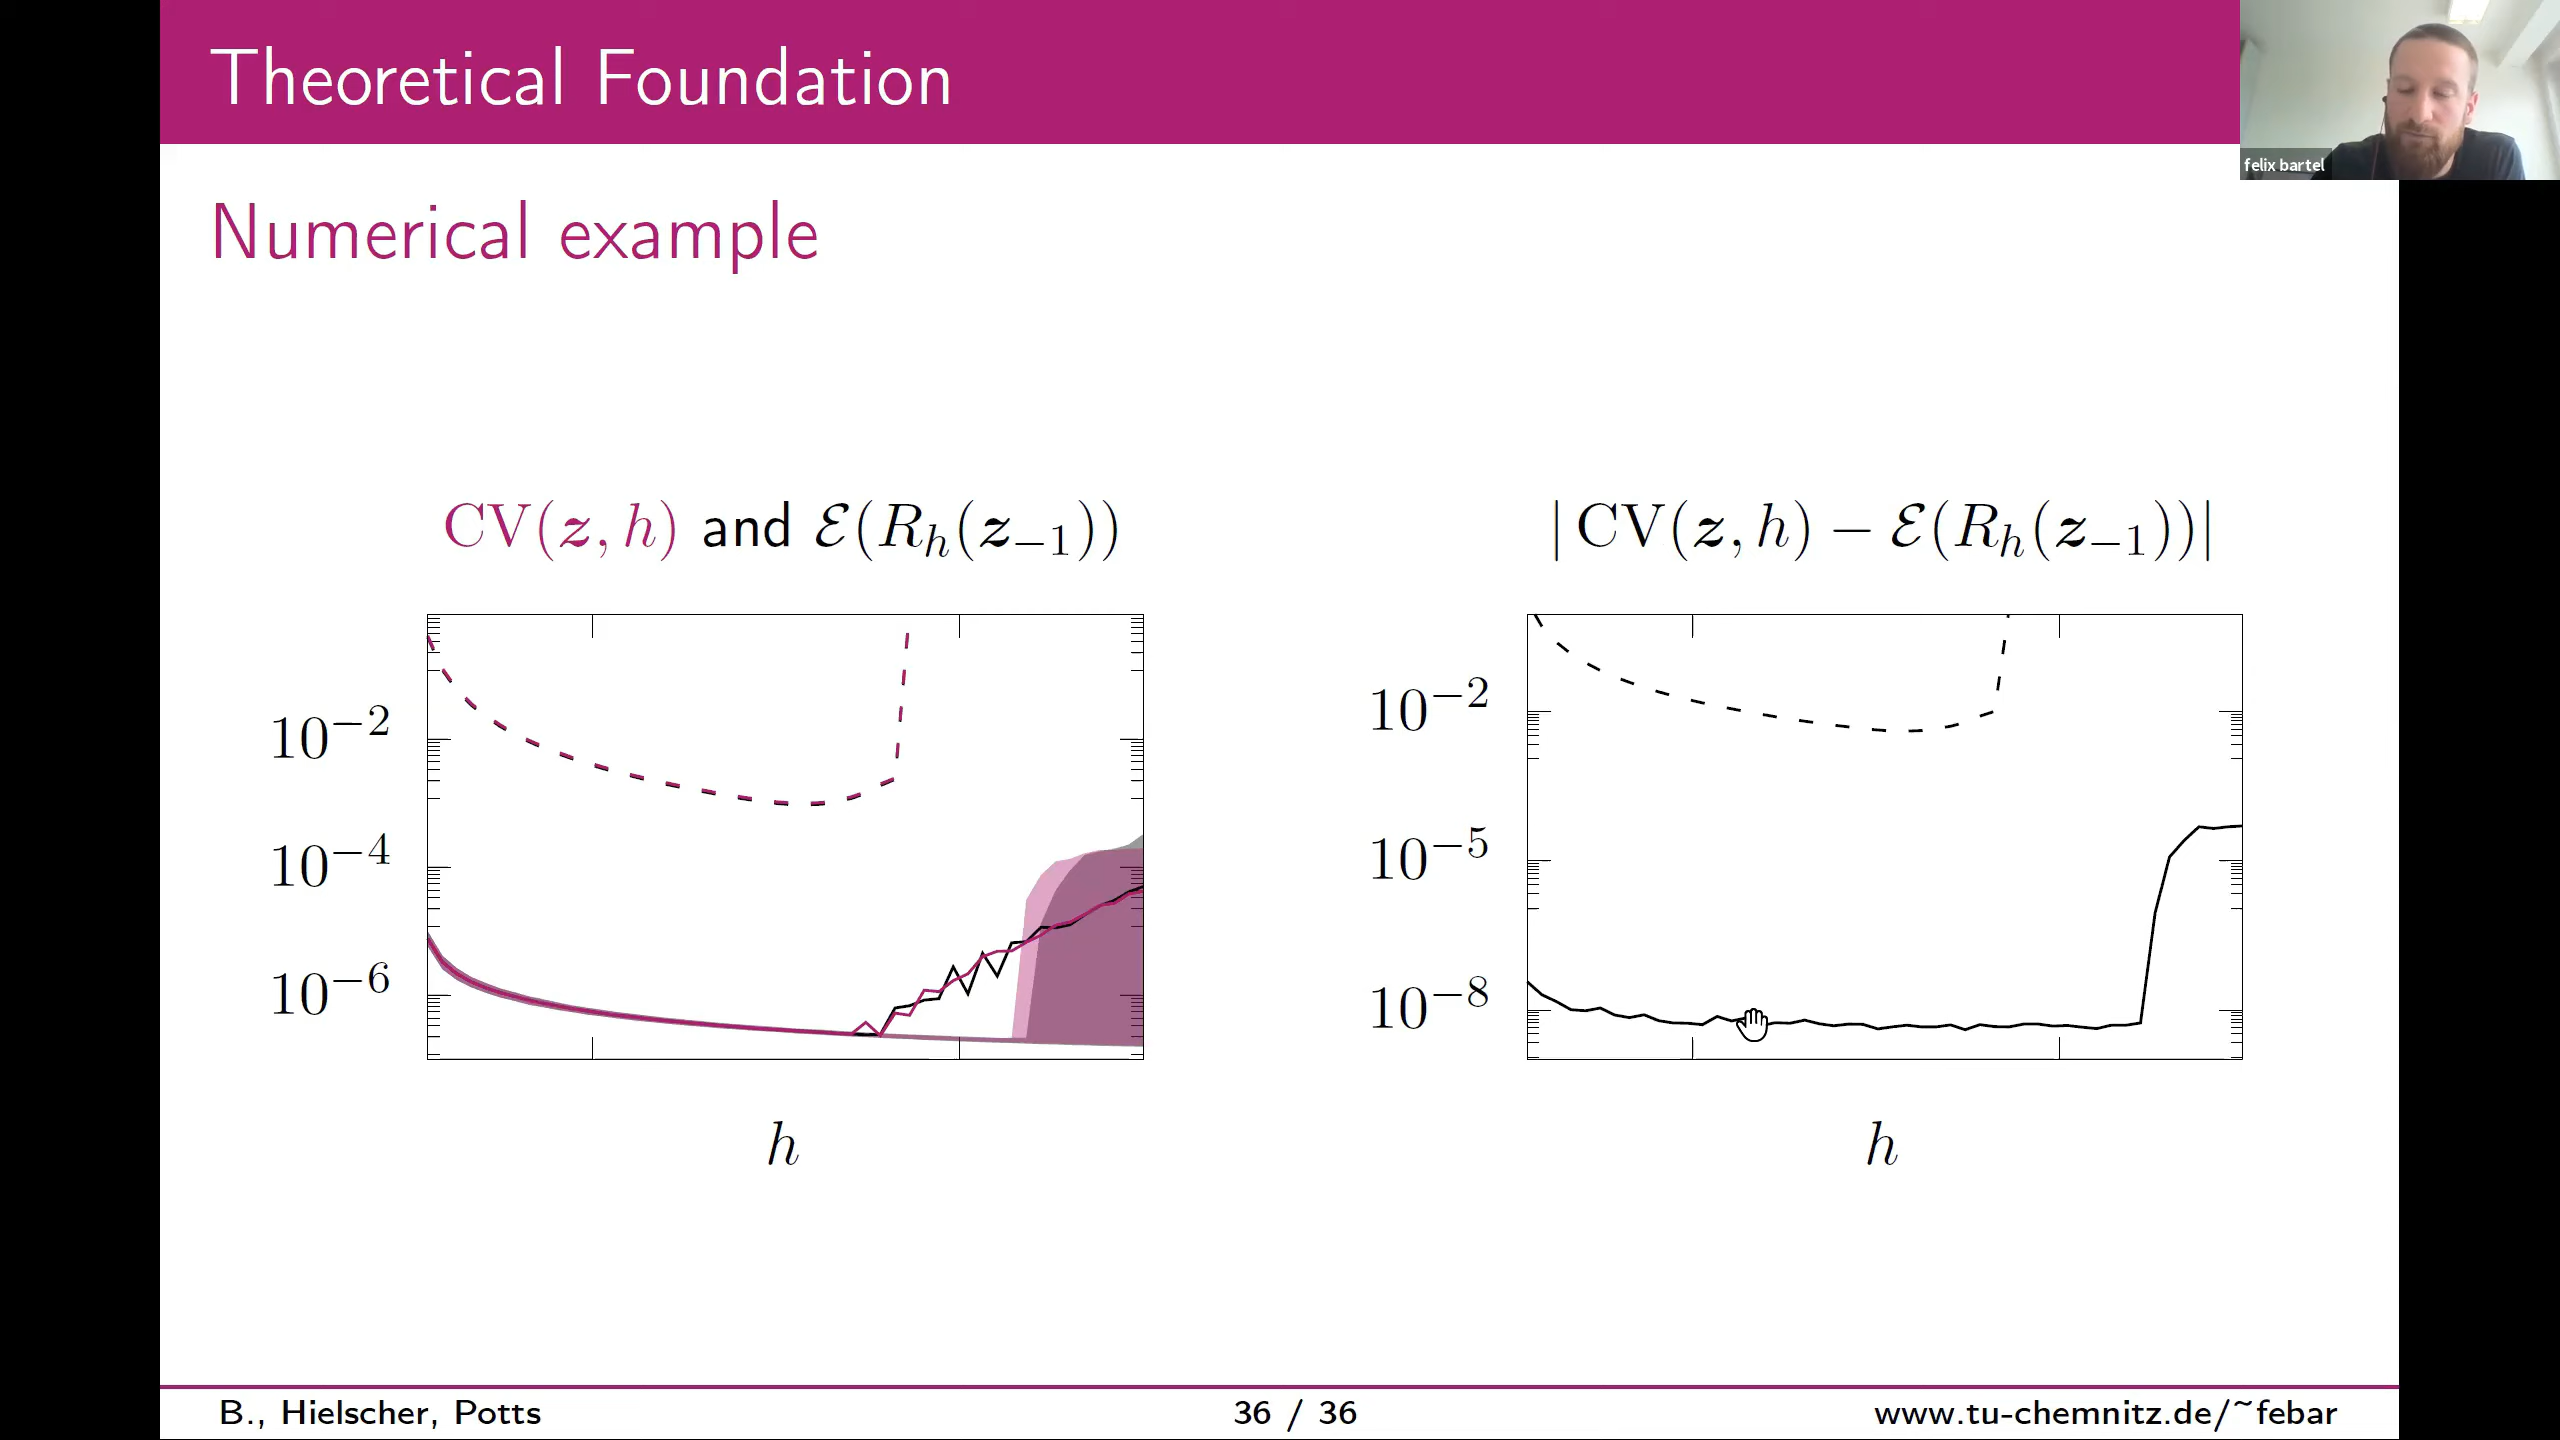 Theoretical Foundation
felix bartel
Numerical example
CV(z, h) and ℰ(R_h(z_{−1}))
10^{−2}
10^{−4}
10^{−6}
h
| CV(z, h) − ℰ(R_h(z_{−1}))|
10^{−2}
10^{−5}
10^{−8}
h
B., Hielscher, Potts
36 / 36
www.tu-chemnitz.de/~febar